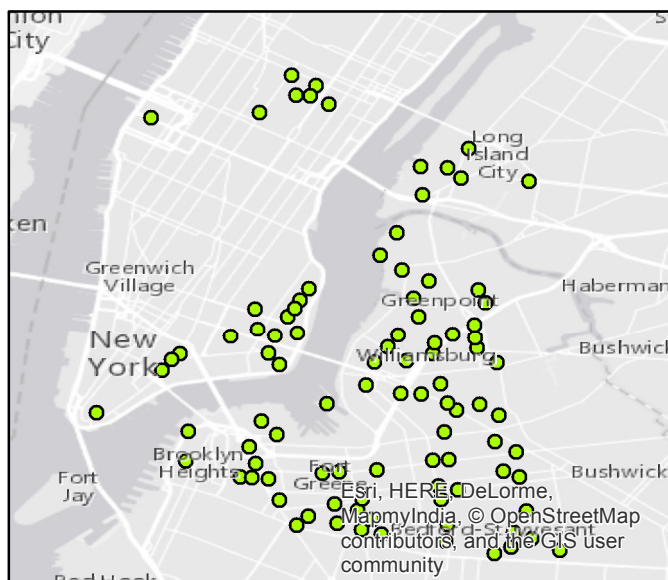 City
Long
Island
City
Greenwich
Village
Haberman
Greenpoint
New
York
Williamsburg
Bushwick
Brooklyn
Heights
Fort
Greene
Fort
Jay
Bushwick
Esri, HERE, DeLorme,
MapmyIndia, © OpenStreetMap
contributors, and the GIS user
community